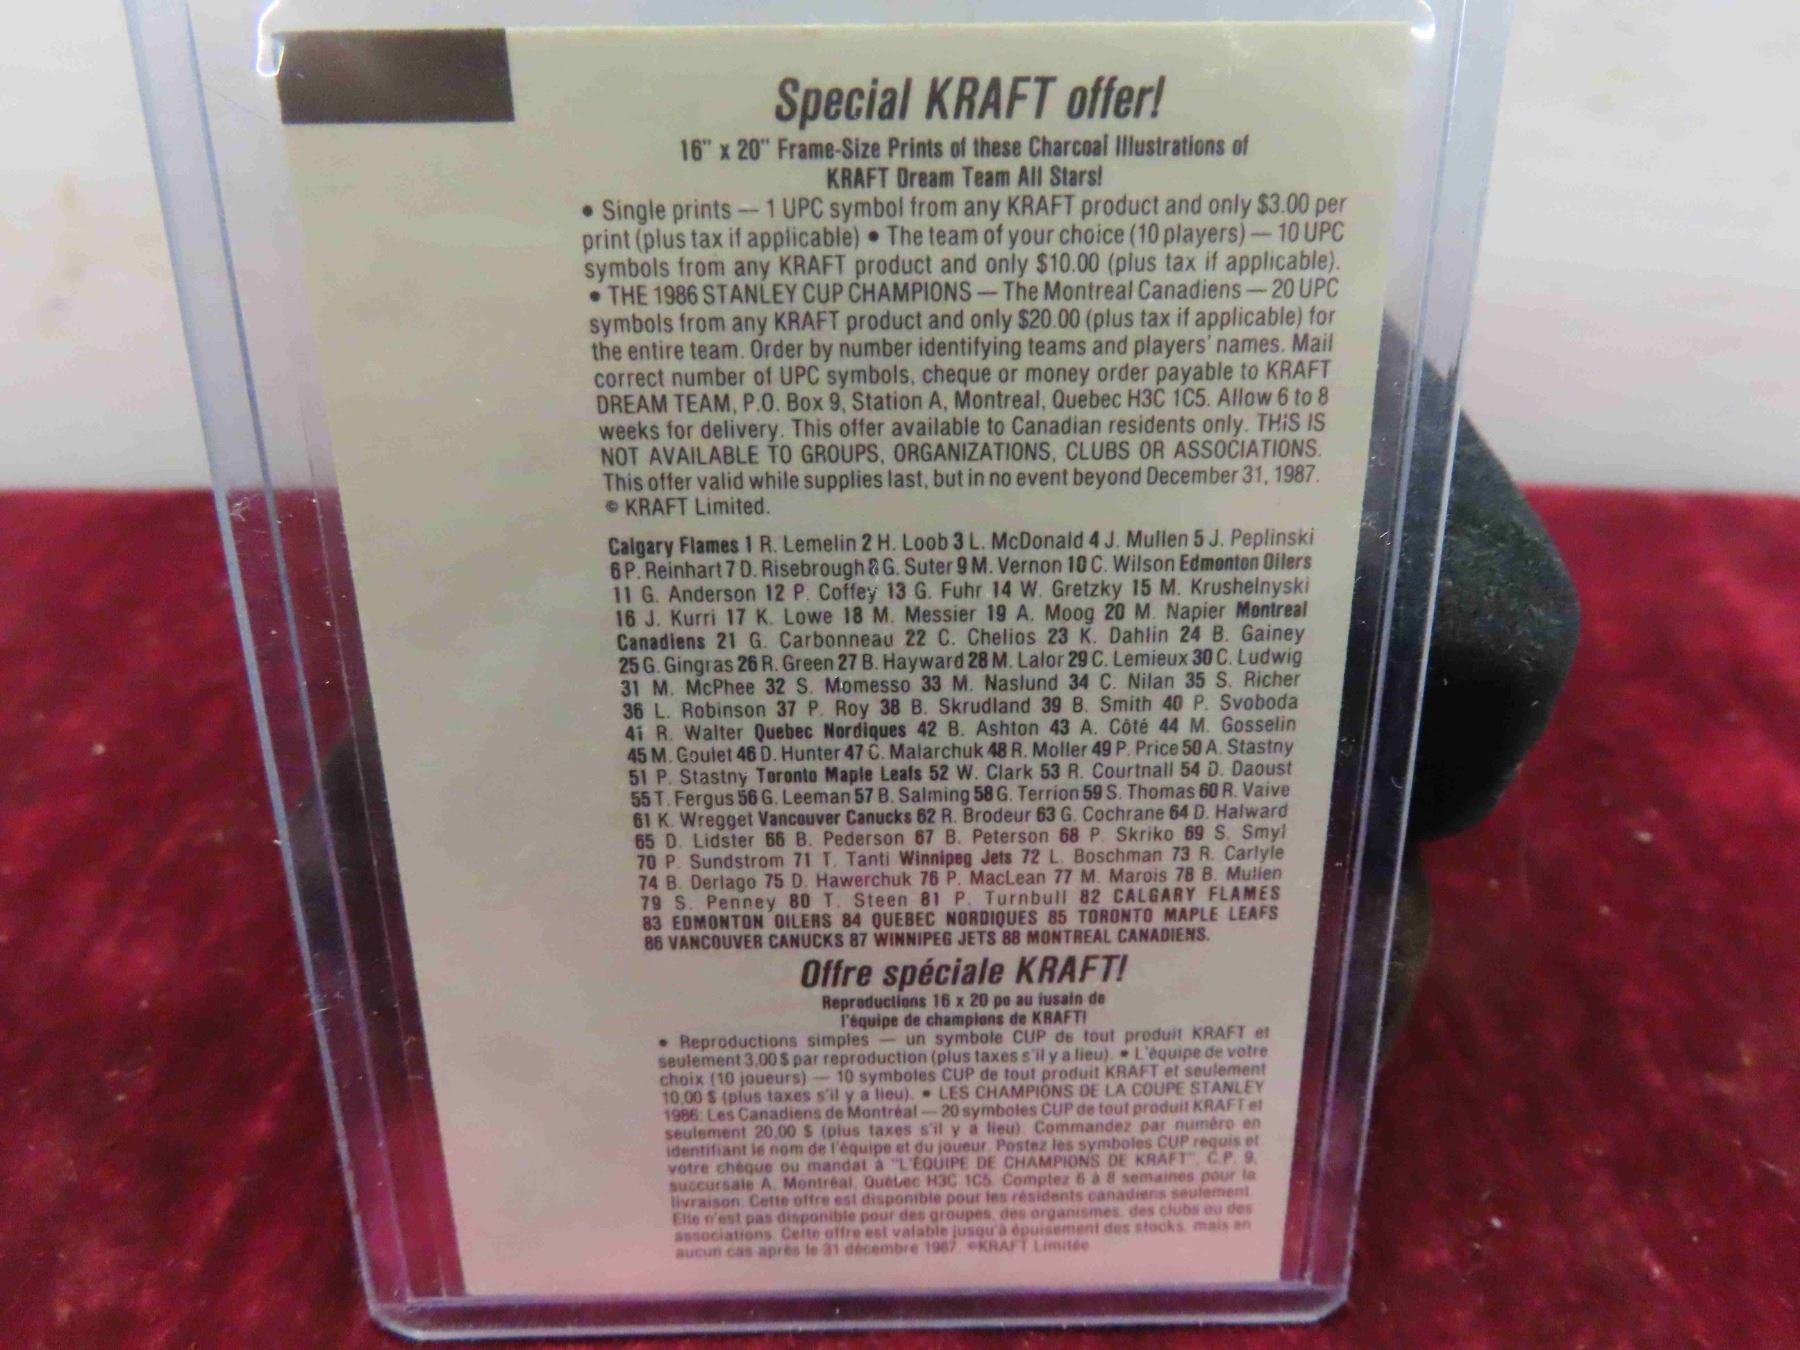 Special KRAFT offer!
16" x 20" Frame-Size Prints of these Charcoal Illustrations of
KRAFT Dream Team All Stars!
• Single prints — 1 UPC symbol from any KRAFT product and only $3.00 per
print (plus tax if applicable) • The team of your choice (10 players) — 10 UPC
symbols from any KRAFT product and only $10.00 (plus tax if applicable).
• THE 1986 STANLEY CUP CHAMPIONS — The Montreal Canadiens — 20 UPC
symbols from any KRAFT product and only $20.00 (plus tax if applicable) for
the entire team. Order by number identifying teams and players' names. Mail
correct number of UPC symbols, cheque or money order payable to KRAFT
DREAM TEAM, P.O. Box 9, Station A, Montreal, Quebec H3C 1C5. Allow 6 to 8
weeks for delivery. This offer available to Canadian residents only. THIS IS
NOT AVAILABLE TO GROUPS, ORGANIZATIONS, CLUBS OR ASSOCIATIONS.
This offer valid while supplies last, but in no event beyond December 31, 1987.
© KRAFT Limited.
Calgary Flames 1 R. Lemelin 2 H. Loob 3 L. McDonald 4 J. Mullen 5 J. Peplinski
6 P. Reinhart 7 D. Risebrough 8 G. Suter 9 M. Vernon 10 C. Wilson Edmonton Oilers
11 G. Anderson 12 P. Coffey 13 G. Fuhr 14 W. Gretzky 15 M. Krushelnyski
16 J. Kurri 17 K. Lowe 18 M. Messier 19 A. Moog 20 M. Napier Montreal
Canadiens 21 G. Carbonneau 22 C. Chelios 23 K. Dahlin 24 B. Gainey
25 G. Gingras 26 R. Green 27 B. Hayward 28 M. Lalor 29 C. Lemieux 30 C. Ludwig
31 M. McPhee 32 S. Momesso 33 M. Naslund 34 C. Nilan 35 S. Richer
36 L. Robinson 37 P. Roy 38 B. Skrudland 39 B. Smith 40 P. Svoboda
41 R. Walter Quebec Nordiques 42 B. Ashton 43 A. Côté 44 M. Gosselin
45 M. Goulet 46 D. Hunter 47 C. Malarchuk 48 R. Moller 49 P. Price 50 A. Stastny
51 P. Stastny Toronto Maple Leafs 52 W. Clark 53 R. Courtnall 54 D. Daoust
55 T. Fergus 56 G. Leeman 57 B. Salming 58 G. Terrion 59 S. Thomas 60 R. Vaive
61 K. Wregget Vancouver Canucks 62 R. Brodeur 63 G. Cochrane 64 D. Halward
65 D. Lidster 66 B. Pederson 67 B. Peterson 68 P. Skriko 69 S. Smyl
70 P. Sundstrom 71 T. Tanti Winnipeg Jets 72 L. Boschman 73 R. Carlyle
74 B. Derlago 75 D. Hawerchuk 76 P. MacLean 77 M. Marois 78 B. Mullen
79 S. Penney 80 T. Steen 81 P. Turnbull 82 CALGARY FLAMES
83 EDMONTON OILERS 84 QUEBEC NORDIQUES 85 TORONTO MAPLE LEAFS
86 VANCOUVER CANUCKS 87 WINNIPEG JETS 88 MONTREAL CANADIENS.
Offre spéciale KRAFT!
Reproductions 16 x 20 po au fusain de
l'équipe de champions de KRAFT!
• Reproductions simples — un symbole CUP de tout produit KRAFT et
seulement 3,00 $ par reproduction (plus taxes s'il y a lieu). • L'équipe de votre
choix (10 joueurs) — 10 symboles CUP de tout produit KRAFT et seulement
10,00 $ (plus taxes s'il y a lieu). • LES CHAMPIONS DE LA COUPE STANLEY
1986: Les Canadiens de Montréal — 20 symboles CUP de tout produit KRAFT et
seulement 20,00 $ (plus taxes s'il y a lieu). Commandez par numéro en
identifiant le nom de l'équipe et du joueur. Postez les symboles CUP requis et
votre chèque ou mandat à "L'ÉQUIPE DE CHAMPIONS DE KRAFT", C.P. 9,
succursale A, Montréal, Québec H3C 1C5. Comptez 6 à 8 semaines pour la
livraison. Cette offre est disponible pour les résidents canadiens seulement.
Elle n'est pas disponible pour des groupes, des organismes, des clubs ou des
associations. Cette offre est valable jusqu'à épuisement des stocks, mais en
aucun cas après le 31 décembre 1987. ©KRAFT Limitée